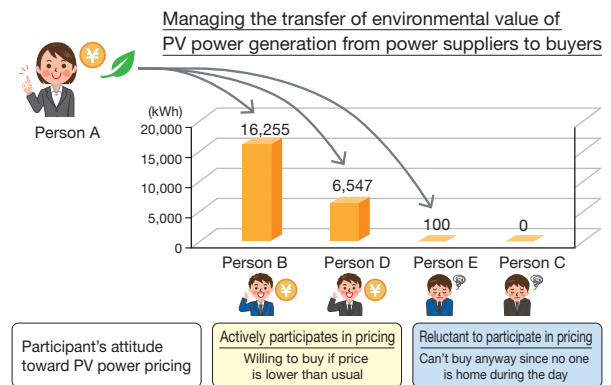 Managing the transfer of environmental value of
PV power generation from power suppliers to buyers
¥
Person A
(kWh)
20,000
15,000
10,000
5,000
0
16,255
6,547
100
0
Person B
Person D
Person E
Person C
¥
¥
Participant's attitude
toward PV power pricing
Actively participates in pricing
Willing to buy if price
is lower than usual
Reluctant to participate in pricing
Can't buy anyway since no one
is home during the day